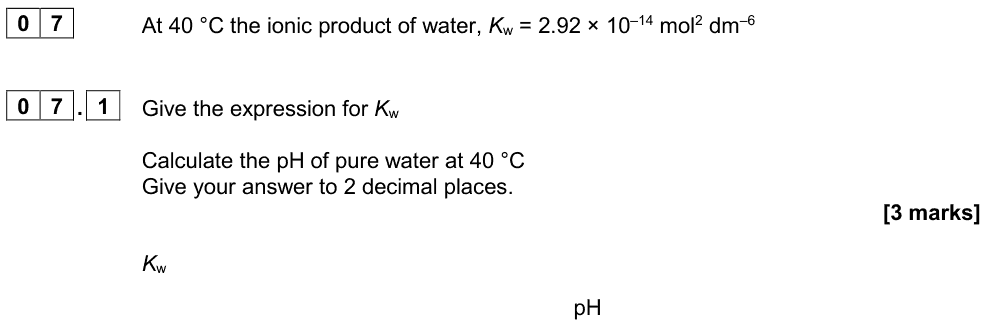 0 7 At 40 °C the ionic product of water, Kw = 2.92 × 10⁻¹⁴ mol² dm⁻⁶
0 7 . 1 Give the expression for Kw
Calculate the pH of pure water at 40 °C
Give your answer to 2 decimal places.
[3 marks]
Kw
pH